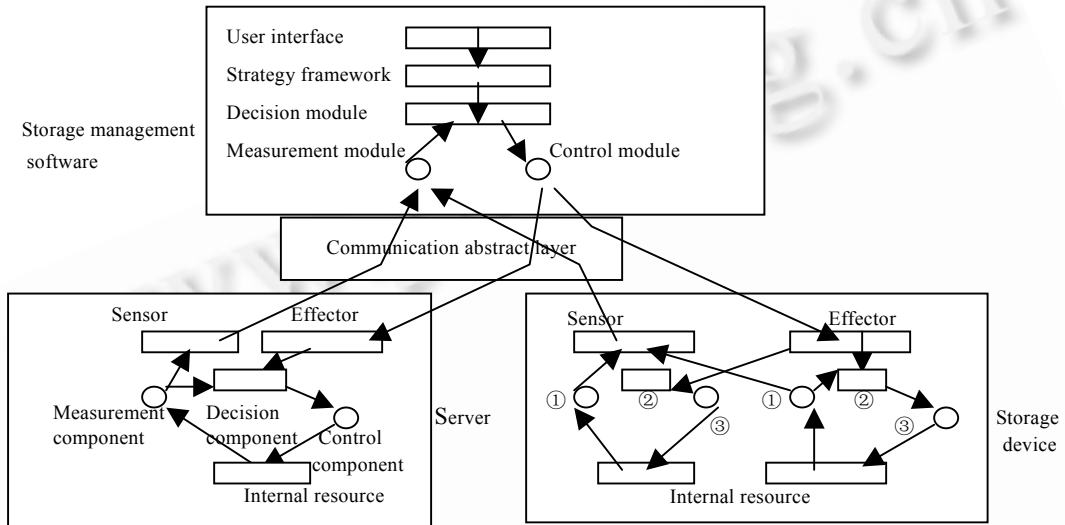 User interface
Strategy framework
Decision module
Measurement module
Control module
Storage management
software
Communication abstract layer
Sensor
Effector
Measurement
component
Decision
component
Control
component
Internal resource
Server
Sensor
Effector
①
②
③
①
②
③
Internal resource
Storage
device